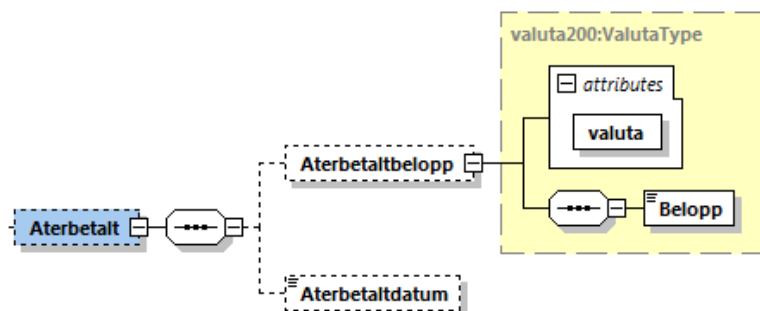 valuta200:ValutaType
attributes
valuta
Aterbetaltbelopp
Belopp
Aterbetalt
Aterbetaltdatum